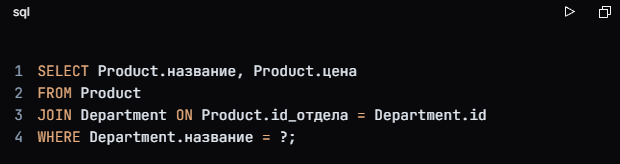 sql
1 SELECT Product.название, Product.цена
2 FROM Product
3 JOIN Department ON Product.id_отдела = Department.id
4 WHERE Department.название = ?;